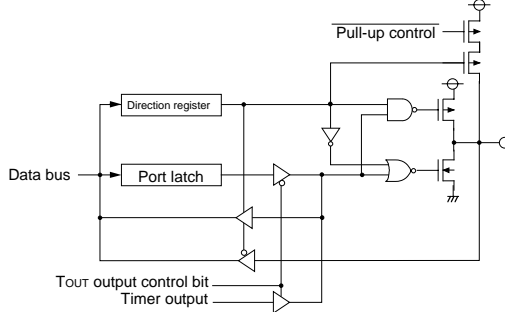 Pull-up control
Direction register
Data bus
Port latch
TOUT output control bit
Timer output